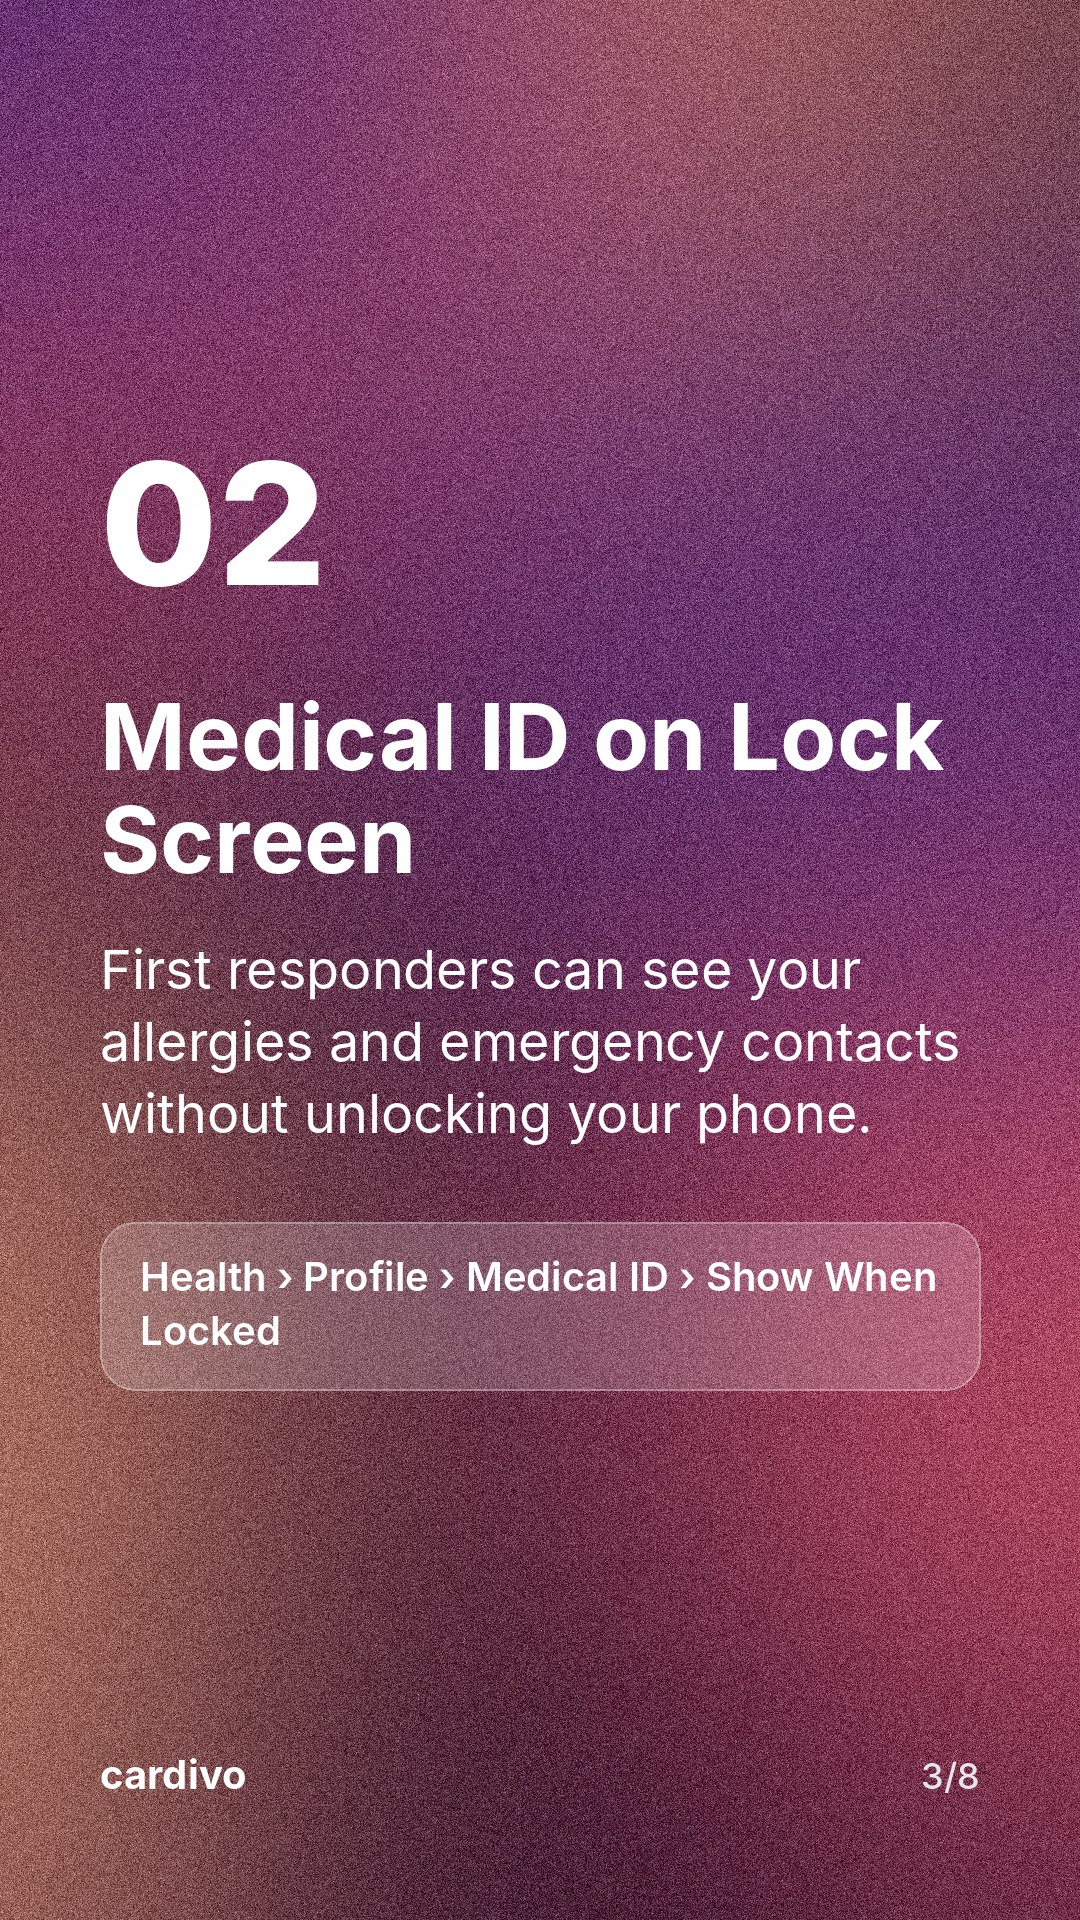 02
Medical ID on Lock
Screen
First responders can see your
allergies and emergency contacts
without unlocking your phone.
Health › Profile › Medical ID › Show When
Locked
cardivo
3/8